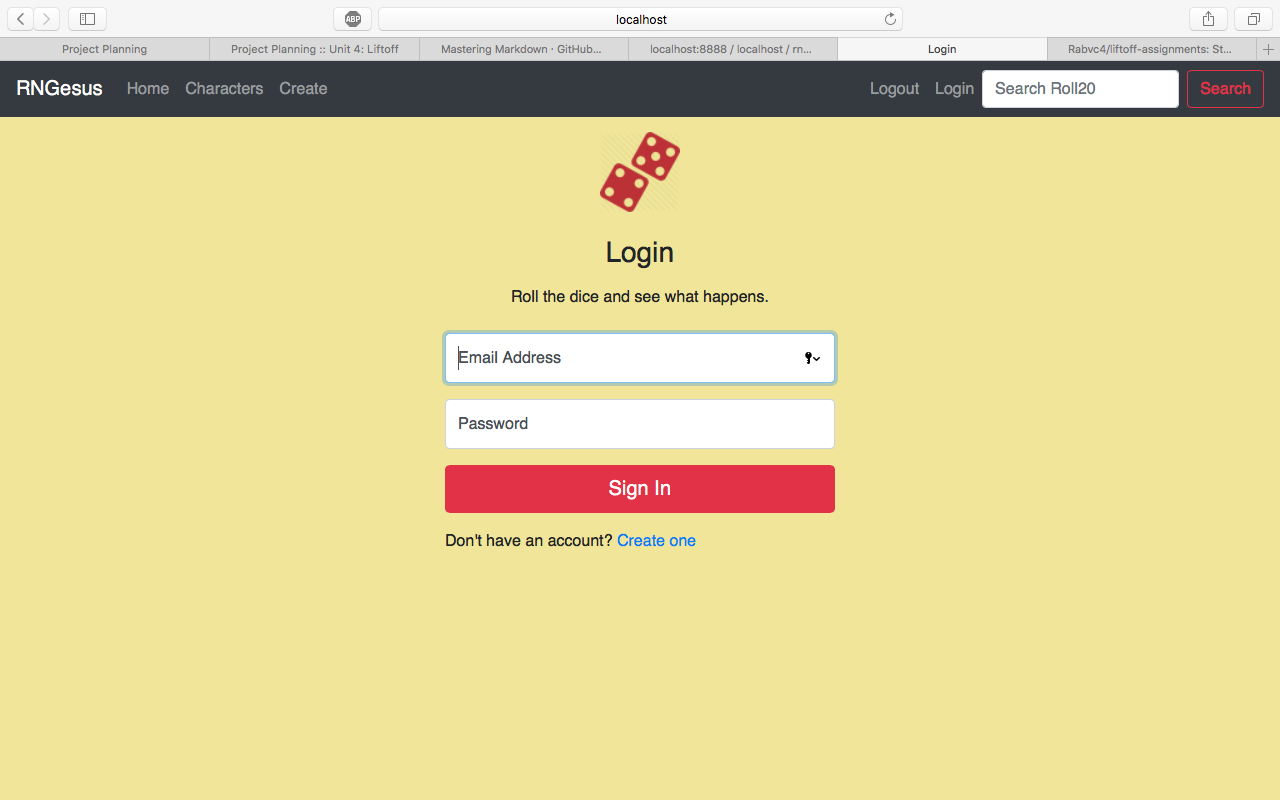 ABP
localhost
Project Planning
Project Planning :: Unit 4: Liftoff
Mastering Markdown · GitHub...
localhost:8888 / localhost / rn...
Login
Rabvc4/liftoff-assignments: St...
RNGesus Home Characters Create Logout Login Search Roll20 Search
Login
Roll the dice and see what happens.
Email Address
Password
Sign In
Don't have an account? Create one